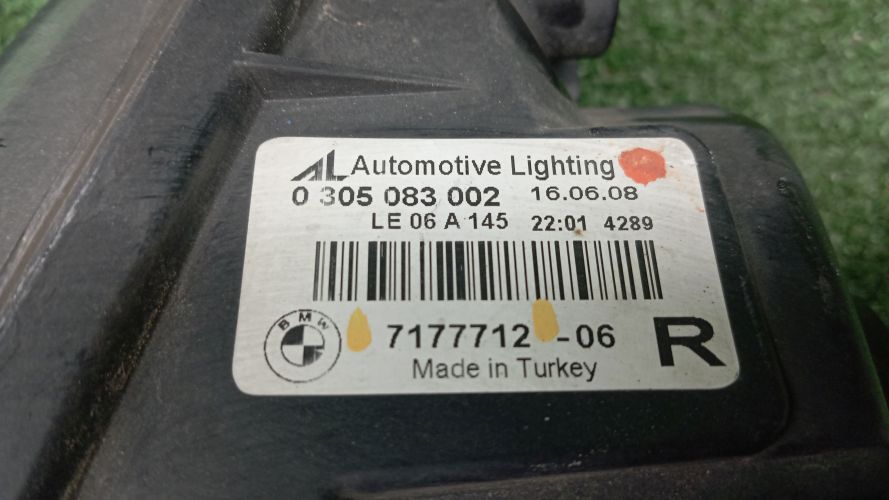 AL Automotive Lighting
0 305 083 002 16.06.08
LE 06 A 145 22:01 4289
BMW 7177712 -06 R
Made in Turkey